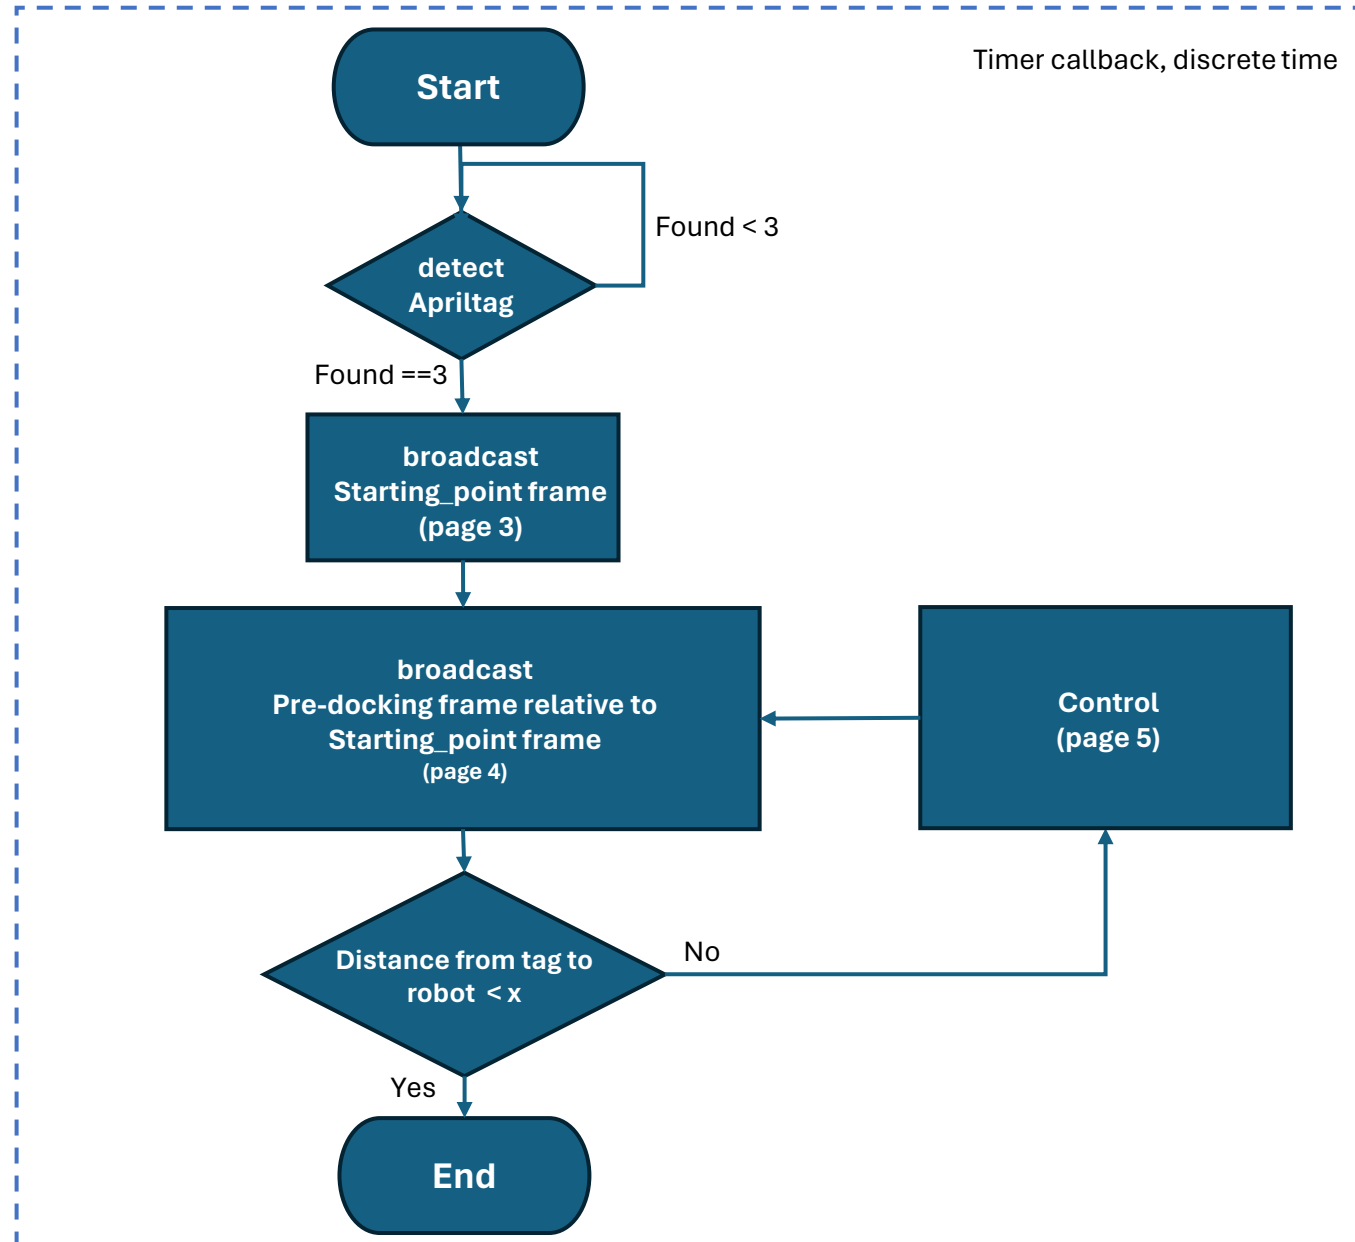 Timer callback, discrete time
Start
Found < 3
detect
Apriltag
Found ==3
broadcast
Starting_point frame
(page 3)
broadcast
Pre-docking frame relative to
Starting_point frame
(page 4)
Control
(page 5)
Distance from tag to
robot < x
No
Yes
End